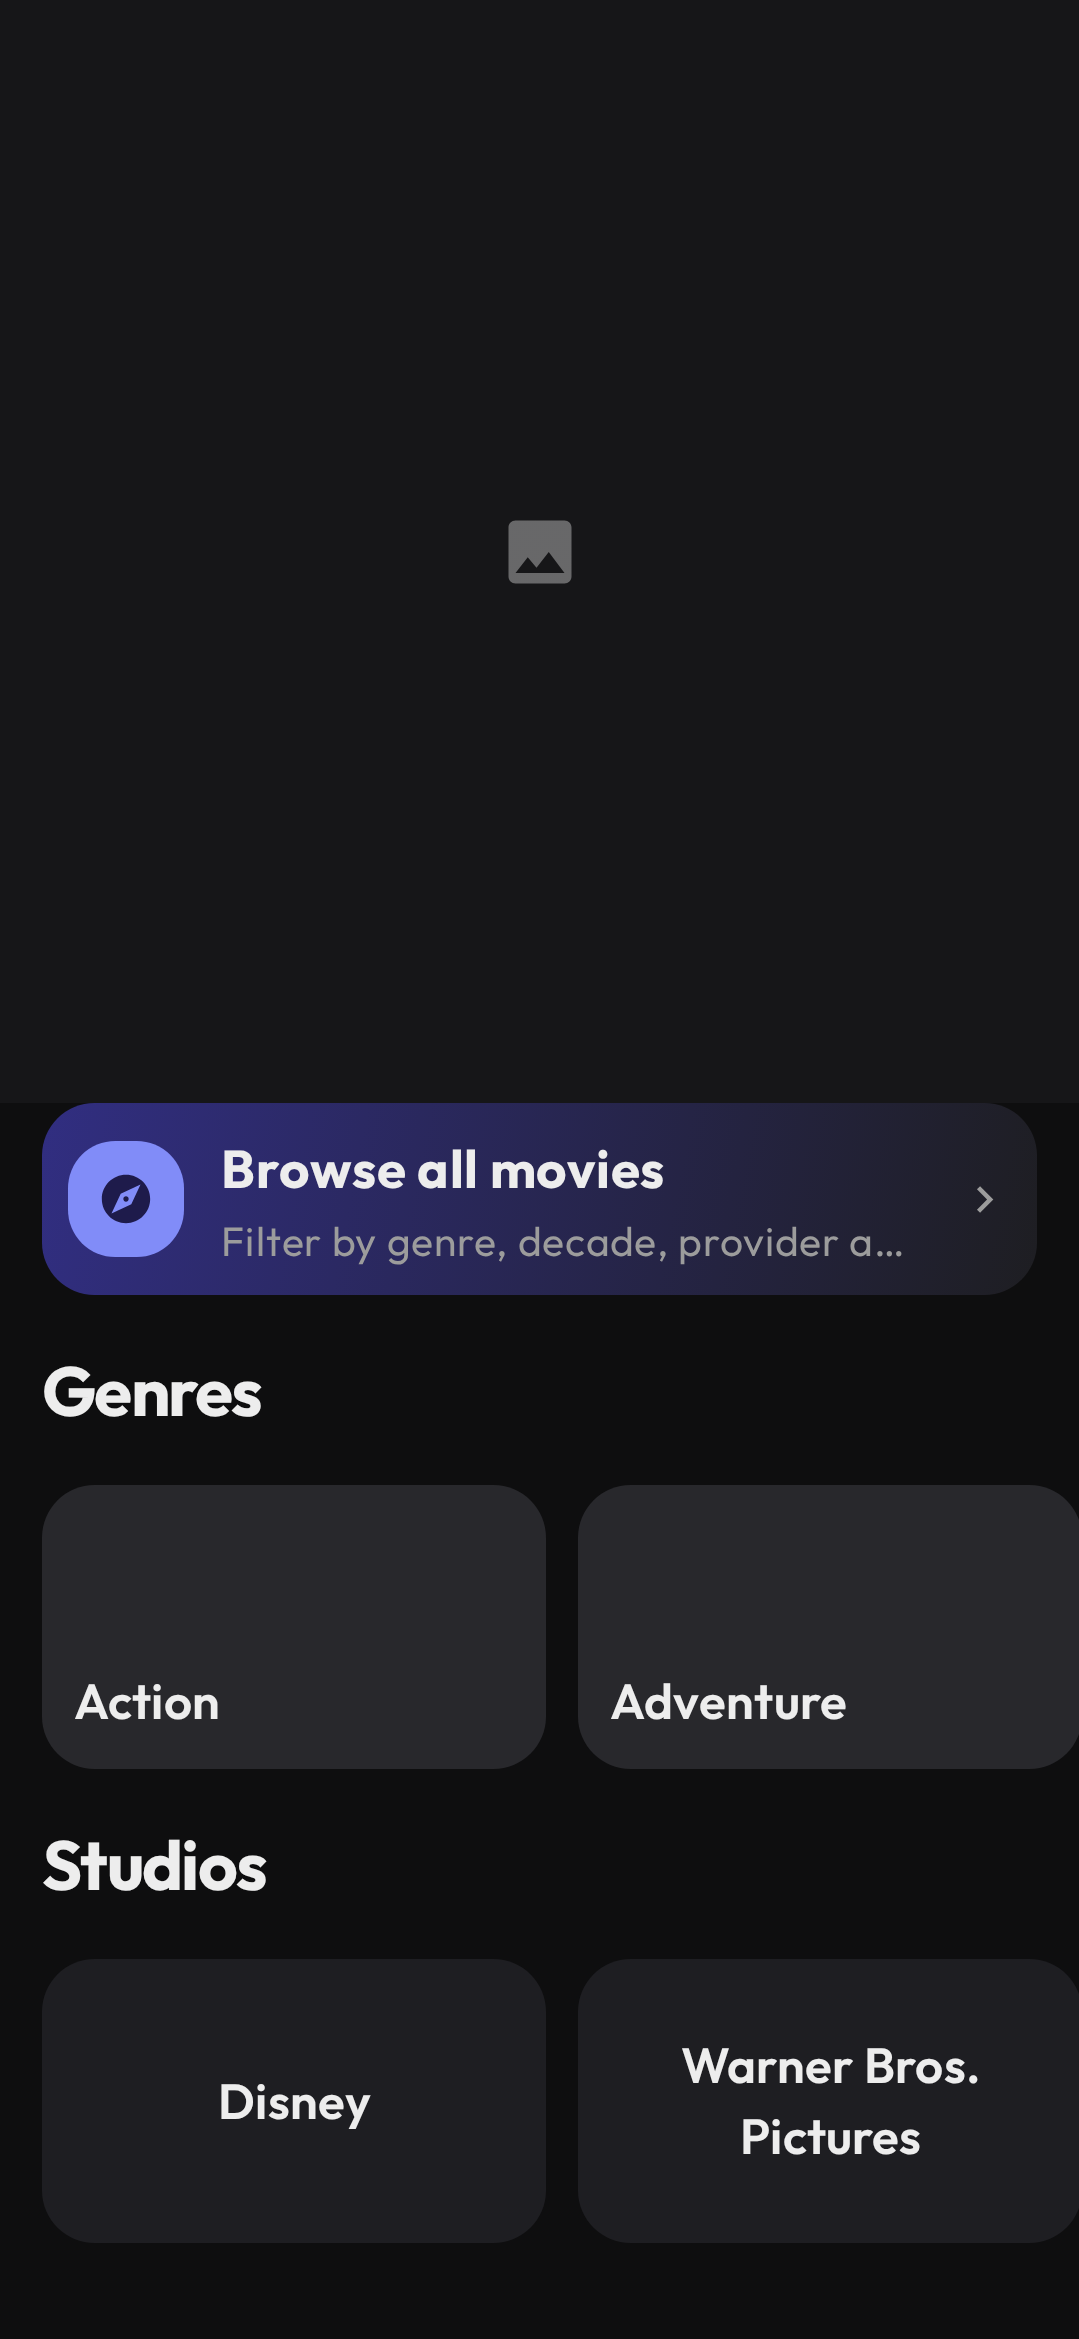 Browse all movies
Filter by genre, decade, provider a...
Genres
Action
Adventure
Studios
Disney
Warner Bros.
Pictures